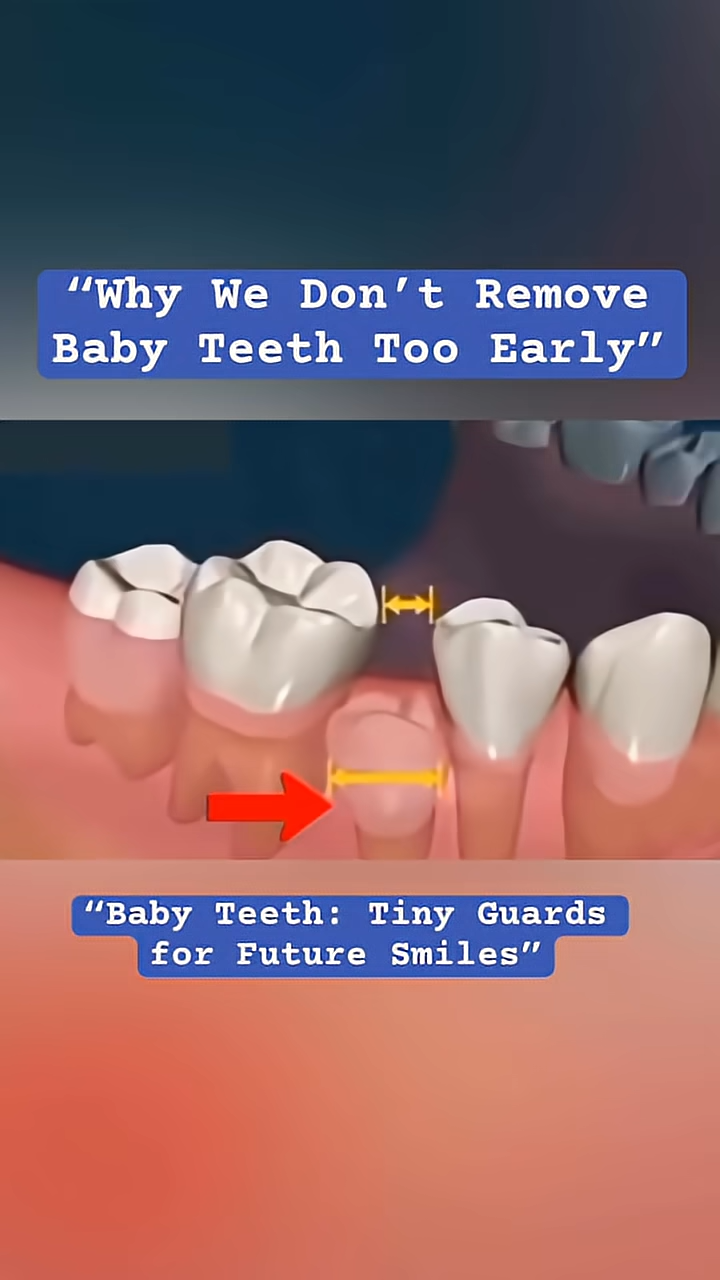 “Why We Don’t Remove
Baby Teeth Too Early”
“Baby Teeth: Tiny Guards
for Future Smiles”